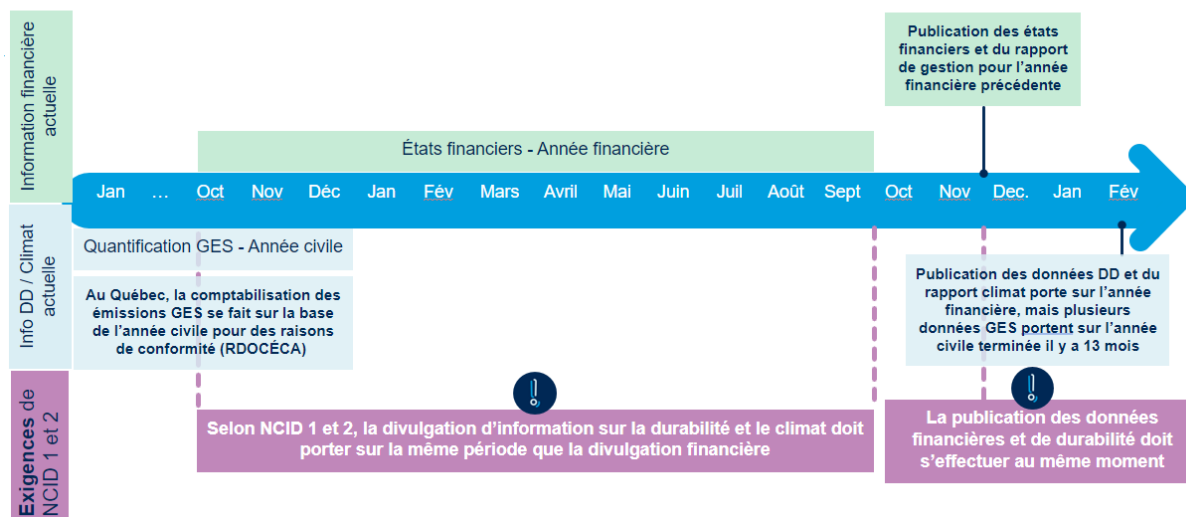 Information financière
actuelle
Publication des états
financiers et du rapport
de gestion pour l'année
financière précédente
États financiers - Année financière
Jan ... Oct Nov Déc Jan Fév Mars Avril Mai Juin Juil Août Sept Oct Nov Dec. Jan Fév
Info DD / Climat
actuelle
Quantification GES - Année civile
Au Québec, la comptabilisation des
émissions GES se fait sur la base
de l'année civile pour des raisons
de conformité (RDOCÉCA)
Publication des données DD et du
rapport climat porte sur l'année
financière, mais plusieurs
données GES portent sur l'année
civile terminée il y a 13 mois
Exigences de
NCID 1 et 2
Selon NCID 1 et 2, la divulgation d'information sur la durabilité et le climat doit
porter sur la même période que la divulgation financière
La publication des données
financières et de durabilité doit
s'effectuer au même moment